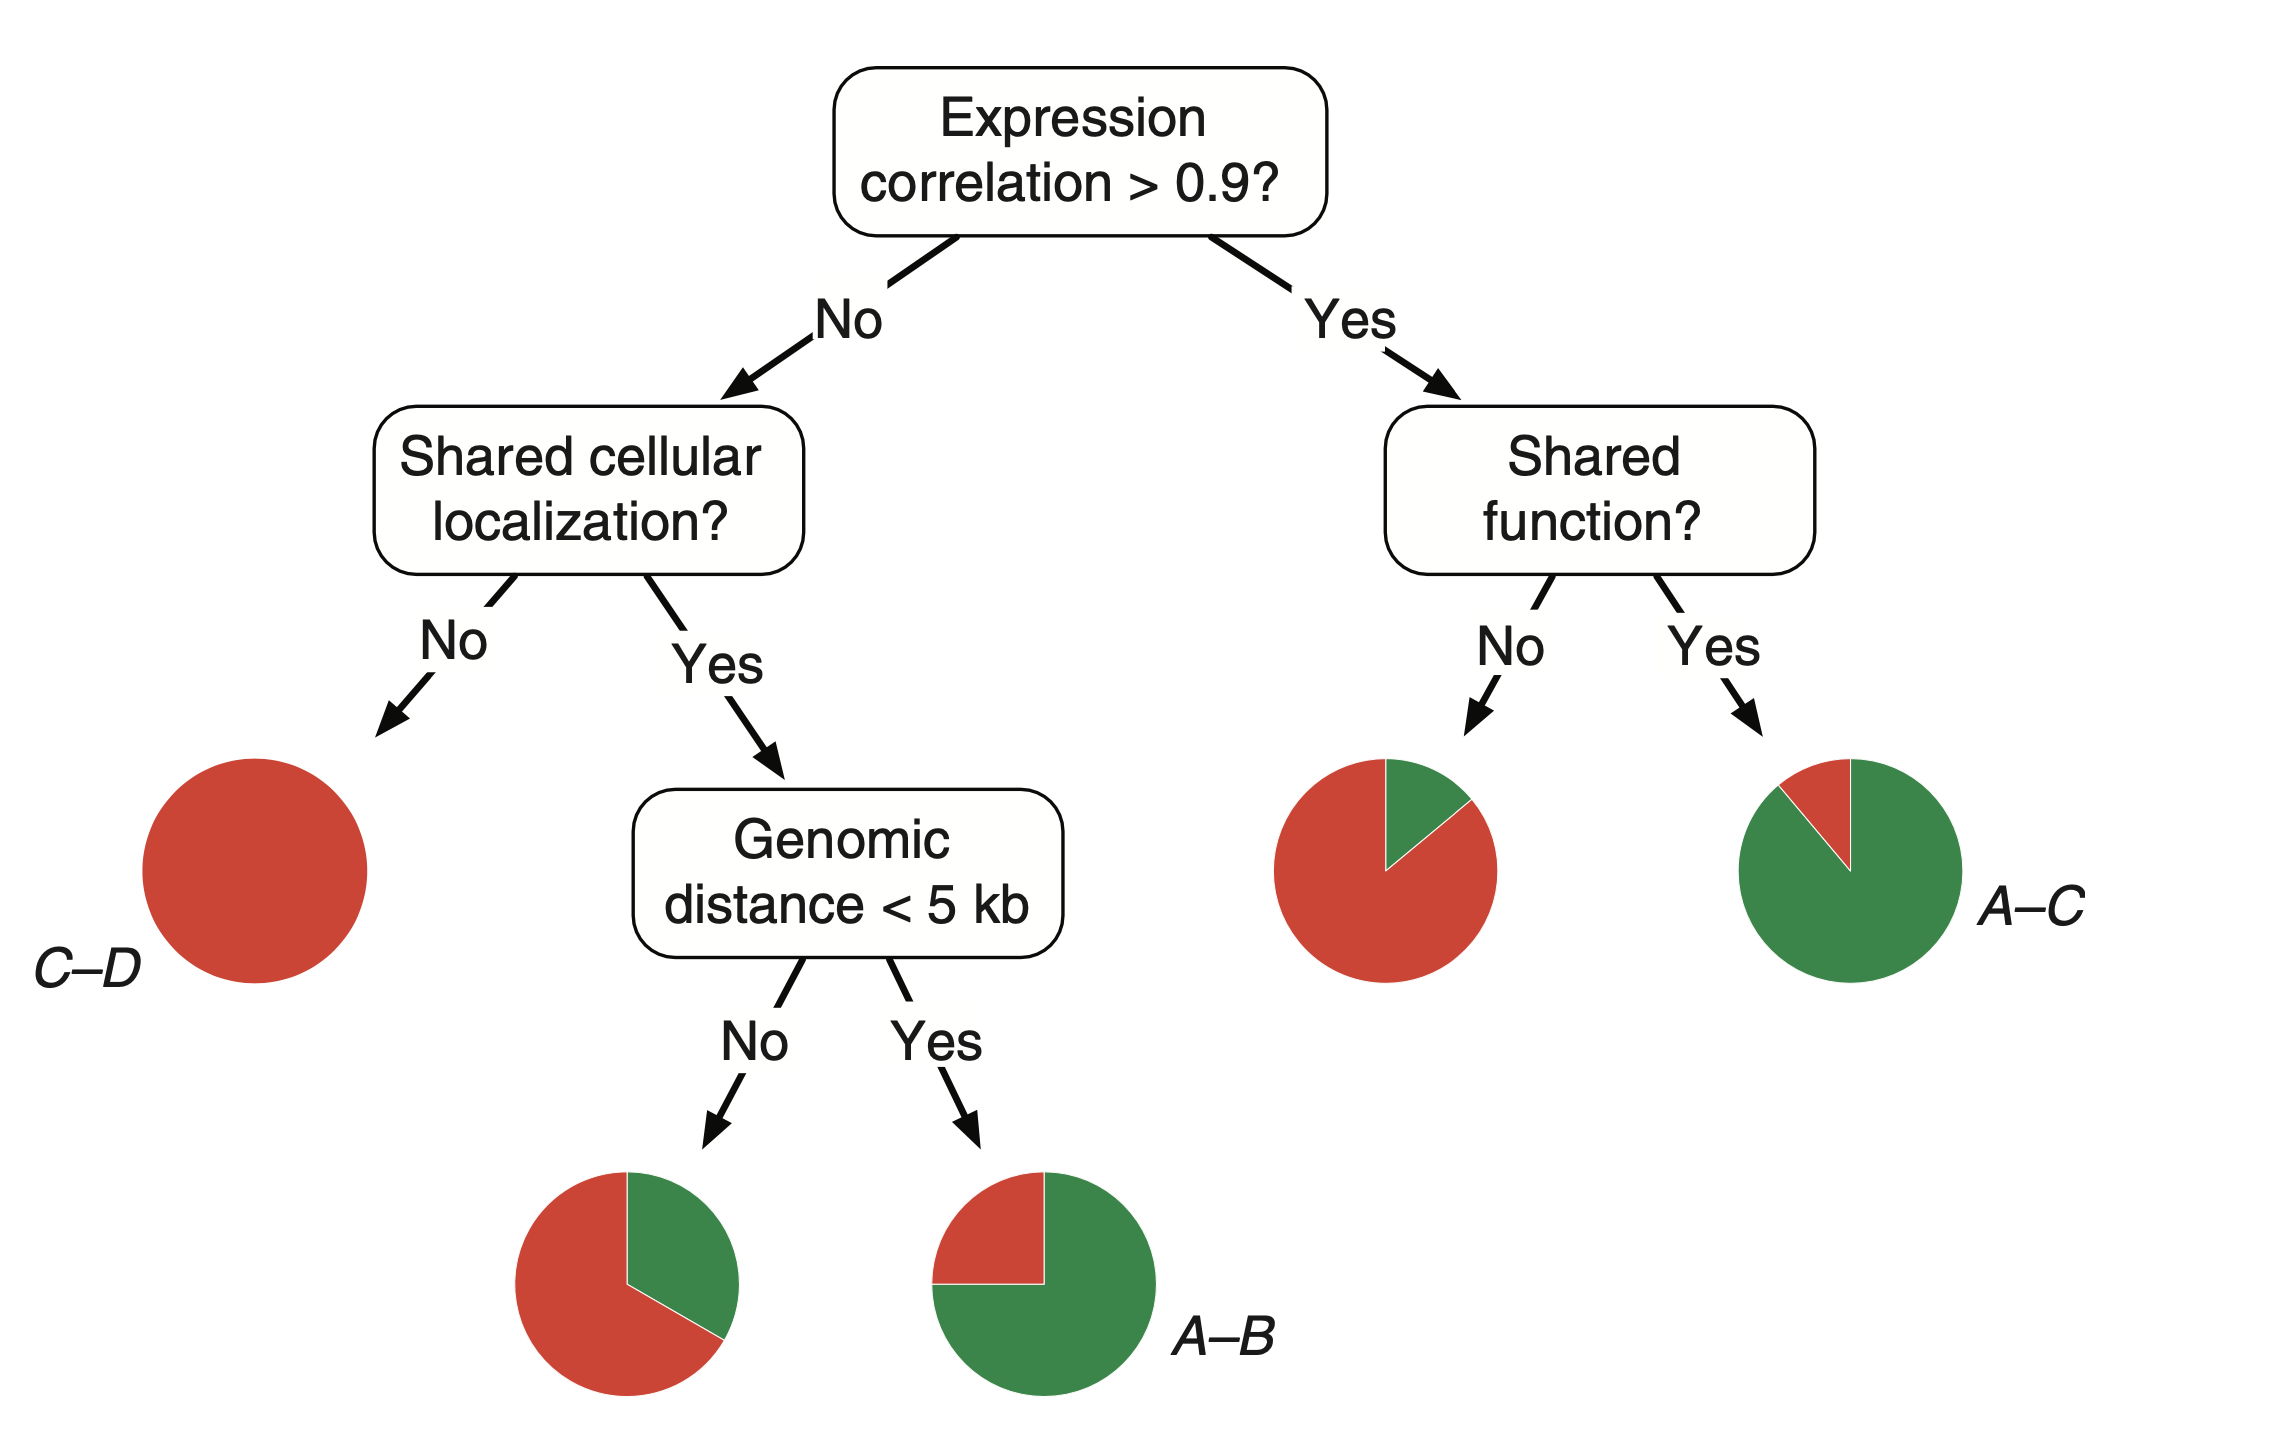 Expression
correlation > 0.9?
No
Yes
Shared cellular
localization?
Shared
function?
No
Yes
No
Yes
Genomic
distance < 5 kb
A–C
C–D
No
Yes
A–B